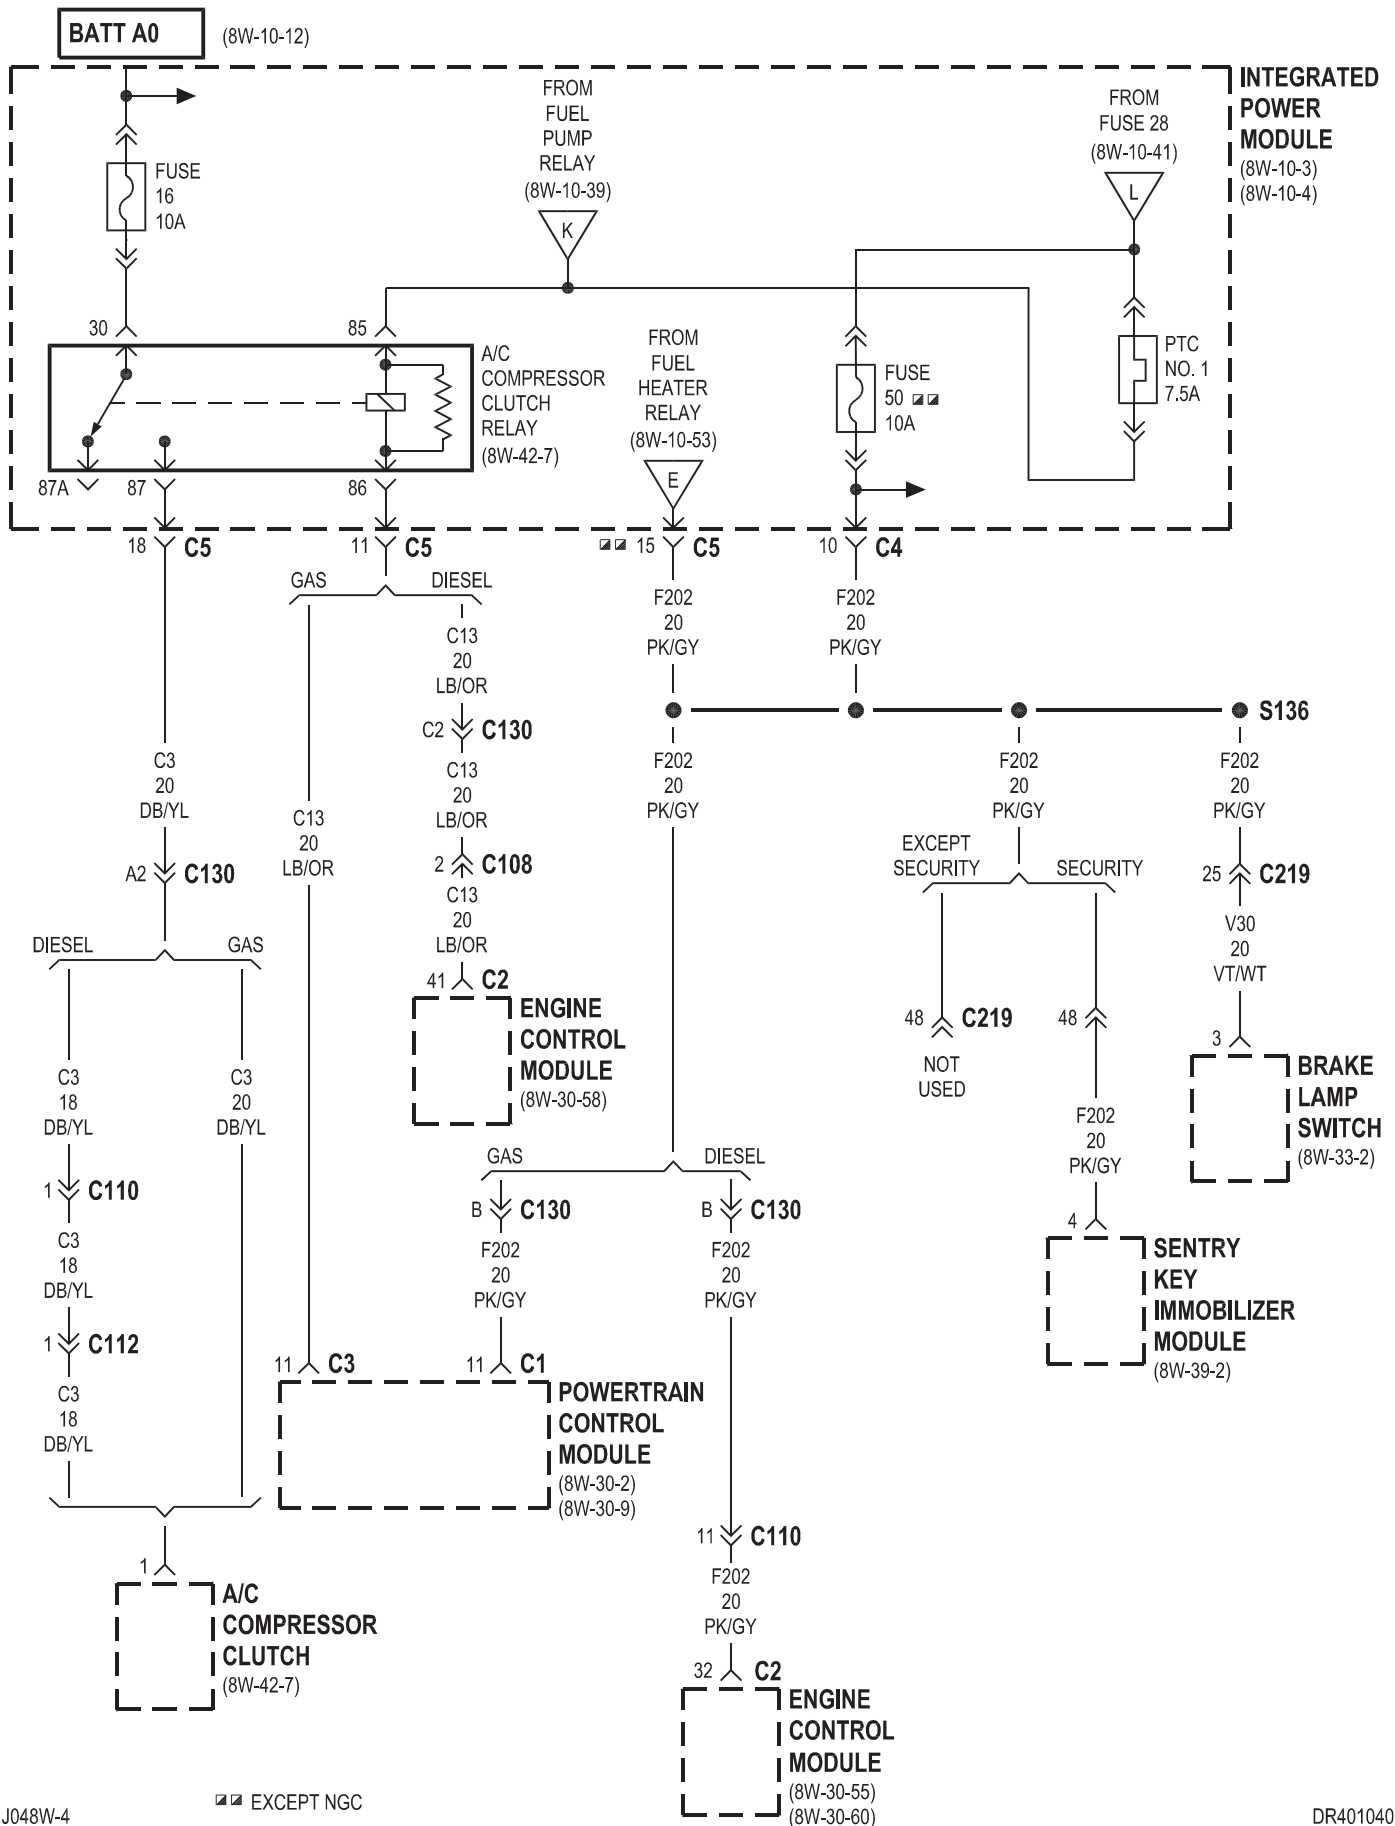 BATT A0
(8W-10-12)
INTEGRATED
POWER
MODULE
(8W-10-3)
(8W-10-4)
FROM
FUEL
PUMP
RELAY
(8W-10-39)
K
FROM
FUSE 28
(8W-10-41)
L
FUSE
16
10A
30
85
A/C
COMPRESSOR
CLUTCH
RELAY
(8W-42-7)
FROM
FUEL
HEATER
RELAY
(8W-10-53)
E
FUSE
50
10A
PTC
NO. 1
7.5A
87A
87
86
18
C5
11
C5
15
C5
10
C4
GAS
DIESEL
C13
20
LB/OR
F202
20
PK/GY
F202
20
PK/GY
S136
C2
C130
C3
20
DB/YL
C13
20
LB/OR
C13
20
LB/OR
F202
20
PK/GY
F202
20
PK/GY
F202
20
PK/GY
A2
C130
2
C108
EXCEPT
SECURITY
SECURITY
25
C219
C13
20
LB/OR
V30
20
VT/WT
DIESEL
GAS
41
C2
ENGINE
CONTROL
MODULE
(8W-30-58)
48
C219
NOT
USED
48
3
BRAKE
LAMP
SWITCH
(8W-33-2)
C3
18
DB/YL
C3
20
DB/YL
F202
20
PK/GY
GAS
DIESEL
1
C110
B
C130
B
C130
4
SENTRY
KEY
IMMOBILIZER
MODULE
(8W-39-2)
C3
18
DB/YL
F202
20
PK/GY
F202
20
PK/GY
1
C112
11
C3
11
C1
POWERTRAIN
CONTROL
MODULE
(8W-30-2)
(8W-30-9)
C3
18
DB/YL
11
C110
1
A/C
COMPRESSOR
CLUTCH
(8W-42-7)
F202
20
PK/GY
32
C2
ENGINE
CONTROL
MODULE
(8W-30-55)
(8W-30-60)
EXCEPT NGC
J048W-4
DR401040